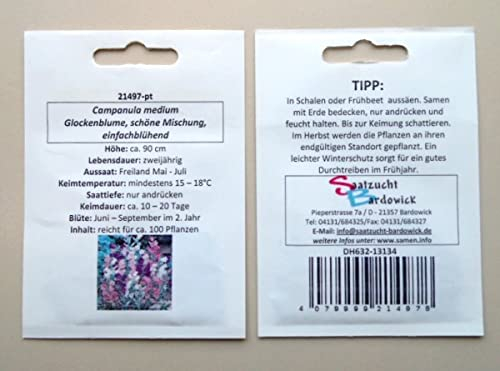 21497-pt
Campanula medium
Glockenblume, schöne Mischung,
einfachblühend
Höhe: ca. 90 cm
Lebensdauer: zweijährig
Aussaat: Freiland Mai - Juli
Keimtemperatur: mindestens 15 – 18°C
Saattiefe: nur andrücken
Keimdauer: ca. 10 – 20 Tage
Blüte: Juni – September im 2. Jahr
Inhalt: reicht für ca. 100 Pflanzen
TIPP:
In Schalen oder Frühbeet aussäen. Samen
mit Erde bedecken, nur andrücken und
feucht halten. Bis zur Keimung schattieren.
Im Herbst werden die Pflanzen an ihren
endgültigen Standort gepflanzt. Ein
leichter Winterschutz sorgt für ein gutes
Durchtreiben im Frühjahr.
Saatzucht
Bardowick
Pieperstrasse 7a / D - 21357 Bardowick
Tel: 04131/684325/Fax: 04131/684327
E-Mail: info@saatzucht-bardowick.de
weitere Infos unter: www.samen.info
DH632-13134
4 079999 214976